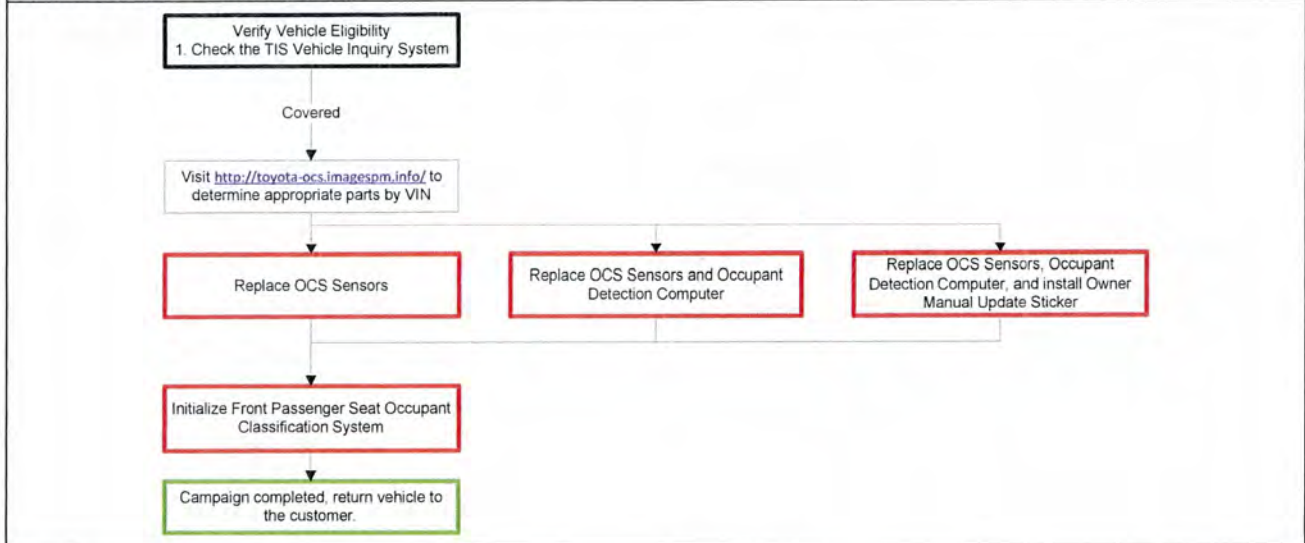 Verify Vehicle Eligibility
1. Check the TIS Vehicle Inquiry System
Covered
Visit http://toyota-ocs.imagespm.info/ to
determine appropriate parts by VIN
Replace OCS Sensors
Replace OCS Sensors and Occupant
Detection Computer
Replace OCS Sensors, Occupant
Detection Computer, and install Owner
Manual Update Sticker
Initialize Front Passenger Seat Occupant
Classification System
Campaign completed, return vehicle to
the customer.